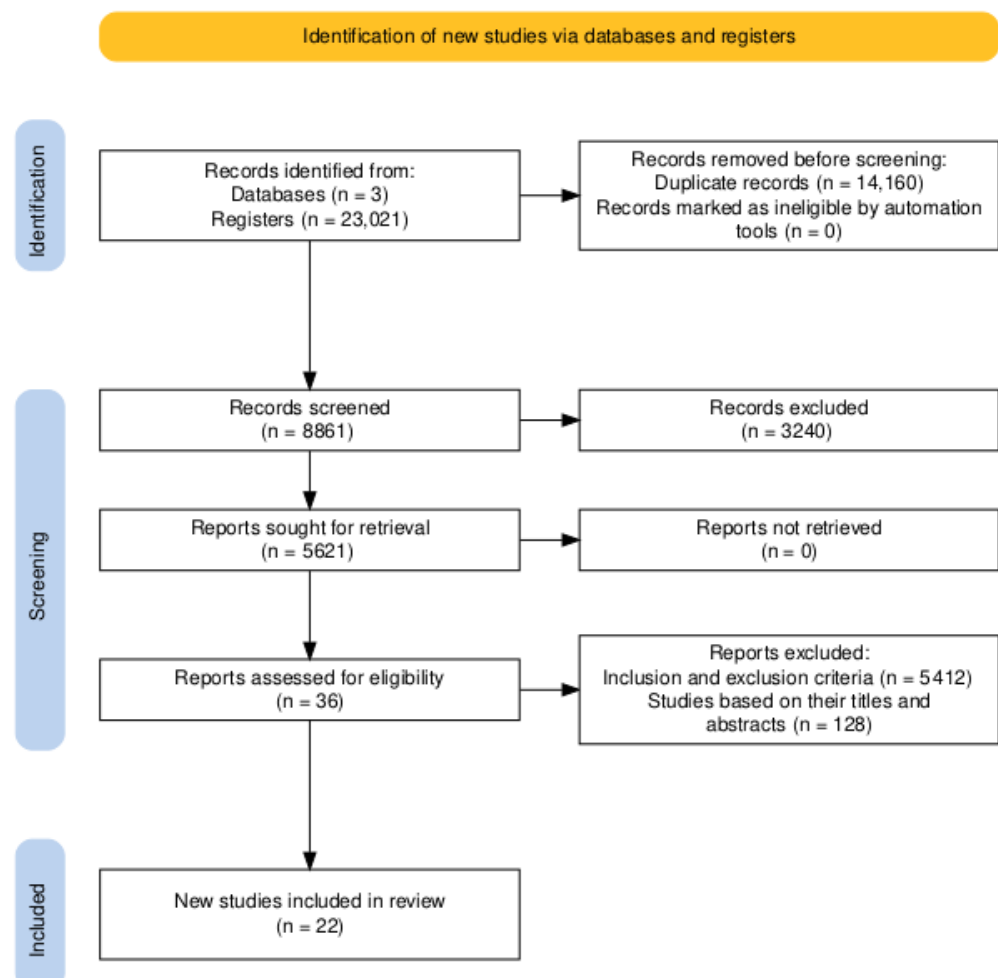 Identification of new studies via databases and registers
Identification
Records identified from:
Databases (n = 3)
Registers (n = 23,021)
Records removed before screening:
Duplicate records (n = 14,160)
Records marked as ineligible by automation
tools (n = 0)
Screening
Records screened
(n = 8861)
Records excluded
(n = 3240)
Reports sought for retrieval
(n = 5621)
Reports not retrieved
(n = 0)
Reports assessed for eligibility
(n = 36)
Reports excluded:
Inclusion and exclusion criteria (n = 5412)
Studies based on their titles and
abstracts (n = 128)
Included
New studies included in review
(n = 22)